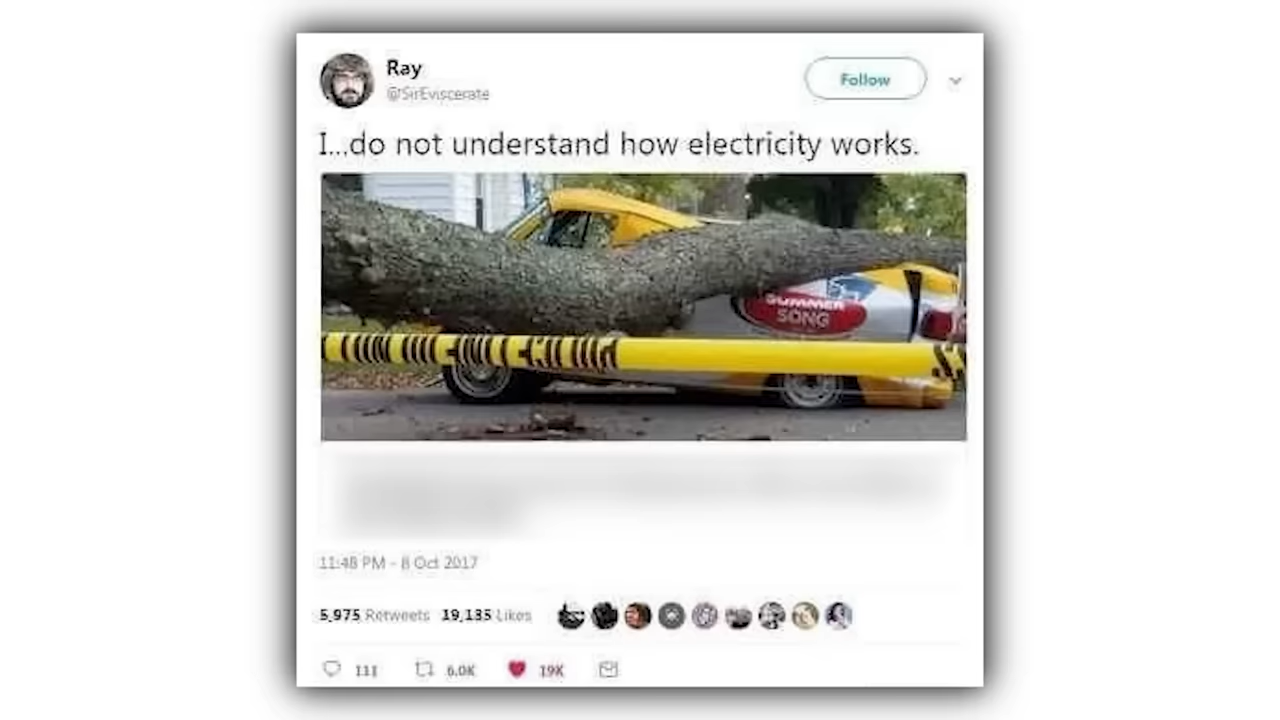 Ray
@SirEviscerate
Follow
I...do not understand how electricity works.
SUMMER
SONG
11:48 PM - 8 Oct 2017
5,975 Retweets 19,135 Likes
111 6.0K 19K